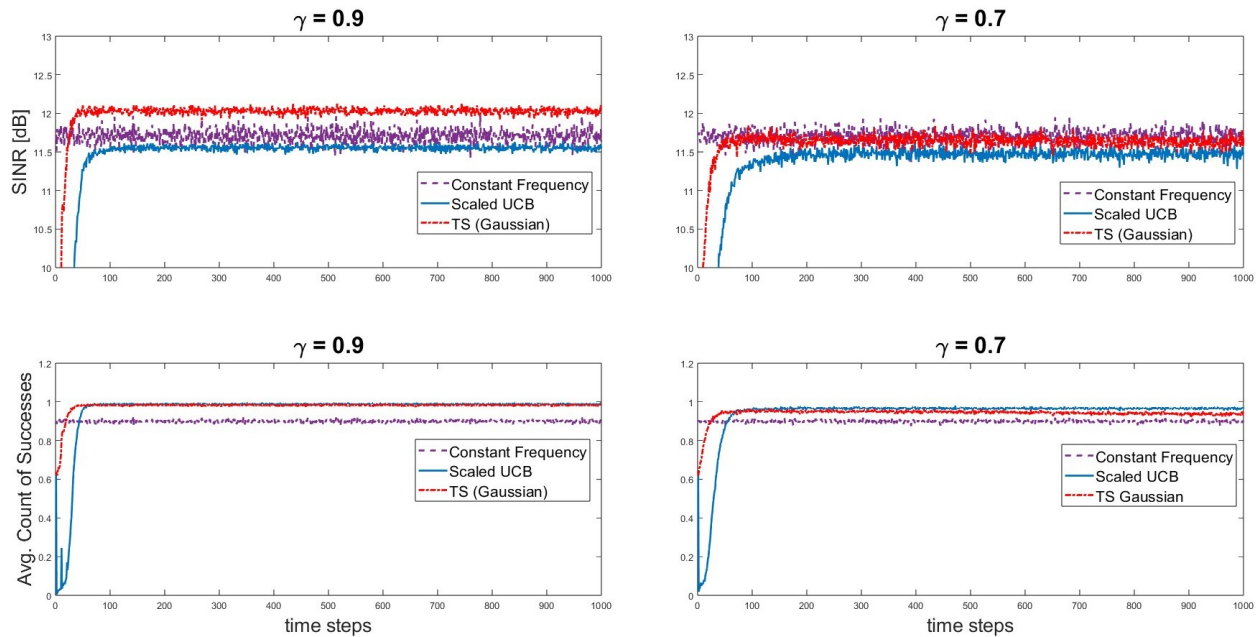 γ = 0.9
13
12.5
12
11.5
11
10.5
10
SINR [dB]
Constant Frequency
Scaled UCB
TS (Gaussian)
0 100 200 300 400 500 600 700 800 900 1000
γ = 0.7
13
12.5
12
11.5
11
10.5
10
Constant Frequency
Scaled UCB
TS (Gaussian)
0 100 200 300 400 500 600 700 800 900 1000
γ = 0.9
1.2
1
0.8
0.6
0.4
0.2
0
Avg. Count of Successes
Constant Frequency
Scaled UCB
TS (Gaussian)
0 100 200 300 400 500 600 700 800 900 1000
time steps
γ = 0.7
1.2
1
0.8
0.6
0.4
0.2
0
Constant Frequency
Scaled UCB
TS Gaussian
0 100 200 300 400 500 600 700 800 900 1000
time steps